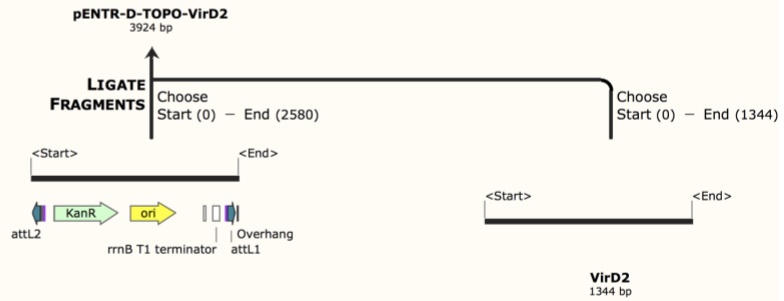 pENTR-D-TOPO-VirD2
3924 bp
LIGATE
FRAGMENTS
Choose
Start (0) – End (2580)
Choose
Start (0) – End (1344)
<Start>
<End>
<Start>
<End>
KanR
ori
attL2
Overhang
rrnB T1 terminator
attL1
VirD2
1344 bp